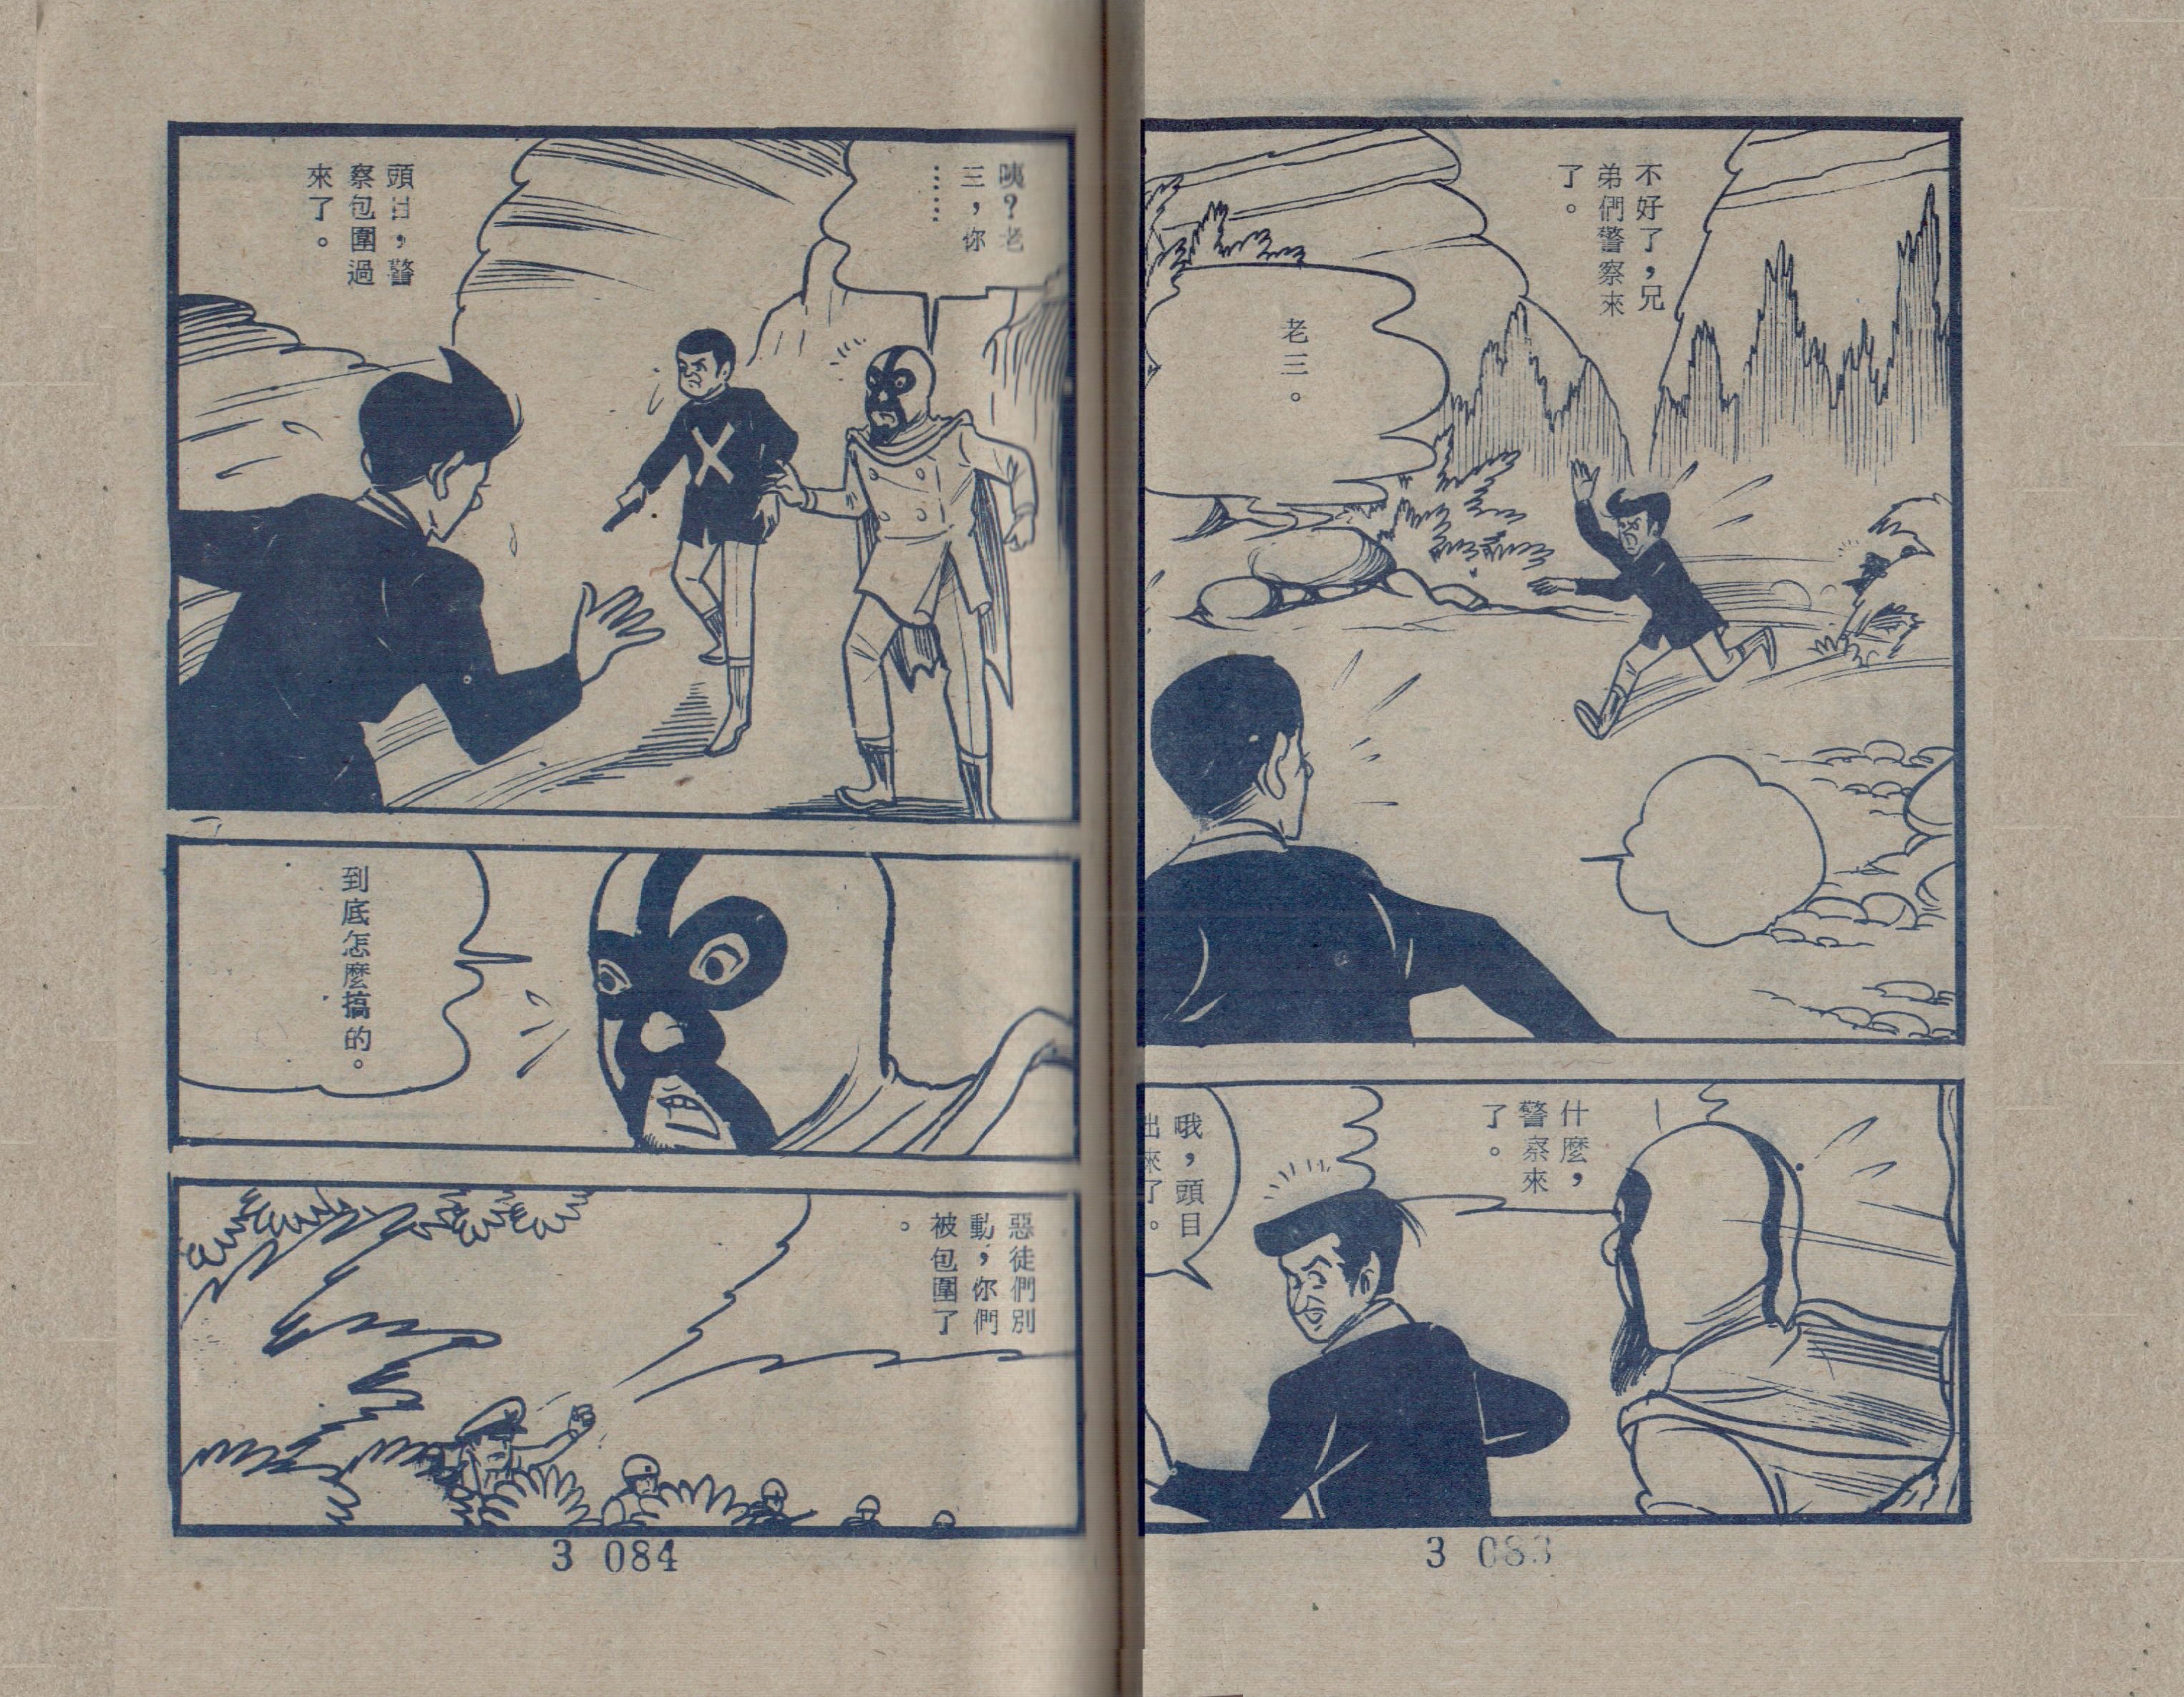 不好了，兄
弟們警察來
了。
老三。
什麼，
警察來
了。
哦，頭目
出來了。
3 083
咦？老
三，你
……
頭目，警
察包圍過
來了。
到底怎麼搞的。
惡徒們別
動，你們
被包圍了
。
3 084